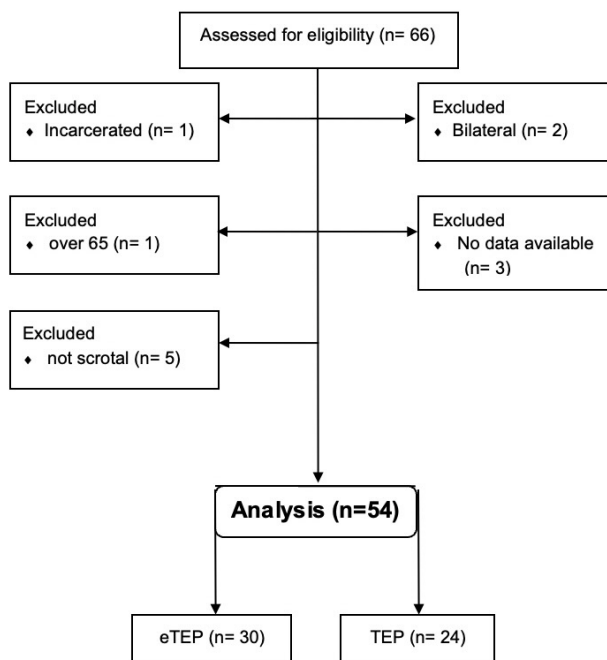 Assessed for eligibility (n= 66)
Excluded
♦ Incarcerated (n= 1)
Excluded
♦ Bilateral (n= 2)
Excluded
♦ over 65 (n= 1)
Excluded
♦ No data available
(n= 3)
Excluded
♦ not scrotal (n= 5)
Analysis (n=54)
eTEP (n= 30)
TEP (n= 24)